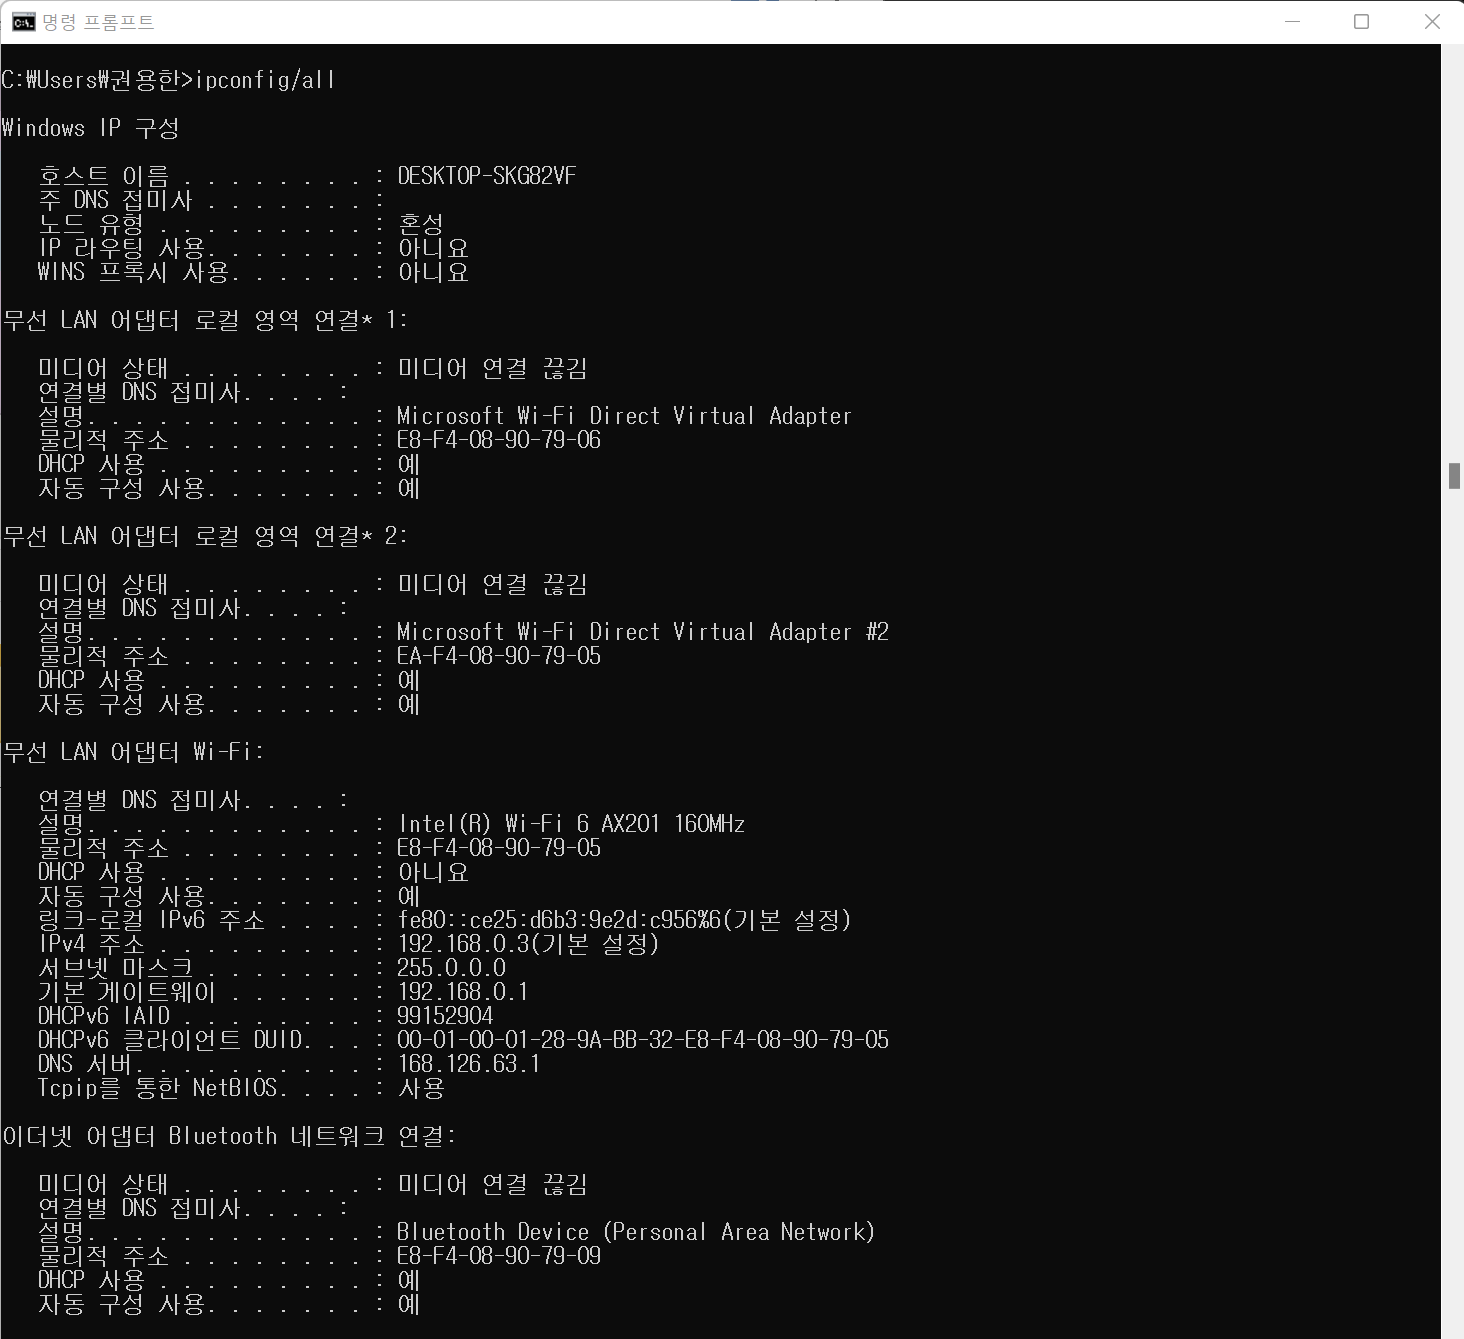 명령 프롬프트
C:₩Users₩권용한>ipconfig/all
Windows IP 구성
호스트 이름 . . . . . . . . : DESKTOP-SKG82VF
주 DNS 접미사 . . . . . . . :
노드 유형 . . . . . . . . . . : 혼성
IP 라우팅 사용. . . . . . . : 아니요
WINS 프록시 사용. . . . . . : 아니요
무선 LAN 어댑터 로컬 영역 연결* 1:
미디어 상태 . . . . . . . . : 미디어 연결 끊김
연결별 DNS 접미사. . . . :
설명. . . . . . . . . . . . : Microsoft Wi-Fi Direct Virtual Adapter
물리적 주소 . . . . . . . . : E8-F4-08-90-79-06
DHCP 사용 . . . . . . . . . : 예
자동 구성 사용. . . . . . . : 예
무선 LAN 어댑터 로컬 영역 연결* 2:
미디어 상태 . . . . . . . . : 미디어 연결 끊김
연결별 DNS 접미사. . . . :
설명. . . . . . . . . . . . : Microsoft Wi-Fi Direct Virtual Adapter #2
물리적 주소 . . . . . . . . : EA-F4-08-90-79-05
DHCP 사용 . . . . . . . . . : 예
자동 구성 사용. . . . . . . : 예
무선 LAN 어댑터 Wi-Fi:
연결별 DNS 접미사. . . . :
설명. . . . . . . . . . . . : Intel(R) Wi-Fi 6 AX201 160MHz
물리적 주소 . . . . . . . . : E8-F4-08-90-79-05
DHCP 사용 . . . . . . . . . : 아니요
자동 구성 사용. . . . . . . : 예
링크-로컬 IPv6 주소 . . . . : fe80::ce25:d6b3:9e2d:c956%6(기본 설정)
IPv4 주소 . . . . . . . . . : 192.168.0.3(기본 설정)
서브넷 마스크 . . . . . . . : 255.0.0.0
기본 게이트웨이 . . . . . . : 192.168.0.1
DHCPv6 IAID . . . . . . . . : 99152904
DHCPv6 클라이언트 DUID. . . : 00-01-00-01-28-9A-BB-32-E8-F4-08-90-79-05
DNS 서버. . . . . . . . . . : 168.126.63.1
Tcpip를 통한 NetBIOS. . . . : 사용
이더넷 어댑터 Bluetooth 네트워크 연결:
미디어 상태 . . . . . . . . : 미디어 연결 끊김
연결별 DNS 접미사. . . . :
설명. . . . . . . . . . . . : Bluetooth Device (Personal Area Network)
물리적 주소 . . . . . . . . : E8-F4-08-90-79-09
DHCP 사용 . . . . . . . . . : 예
자동 구성 사용. . . . . . . : 예